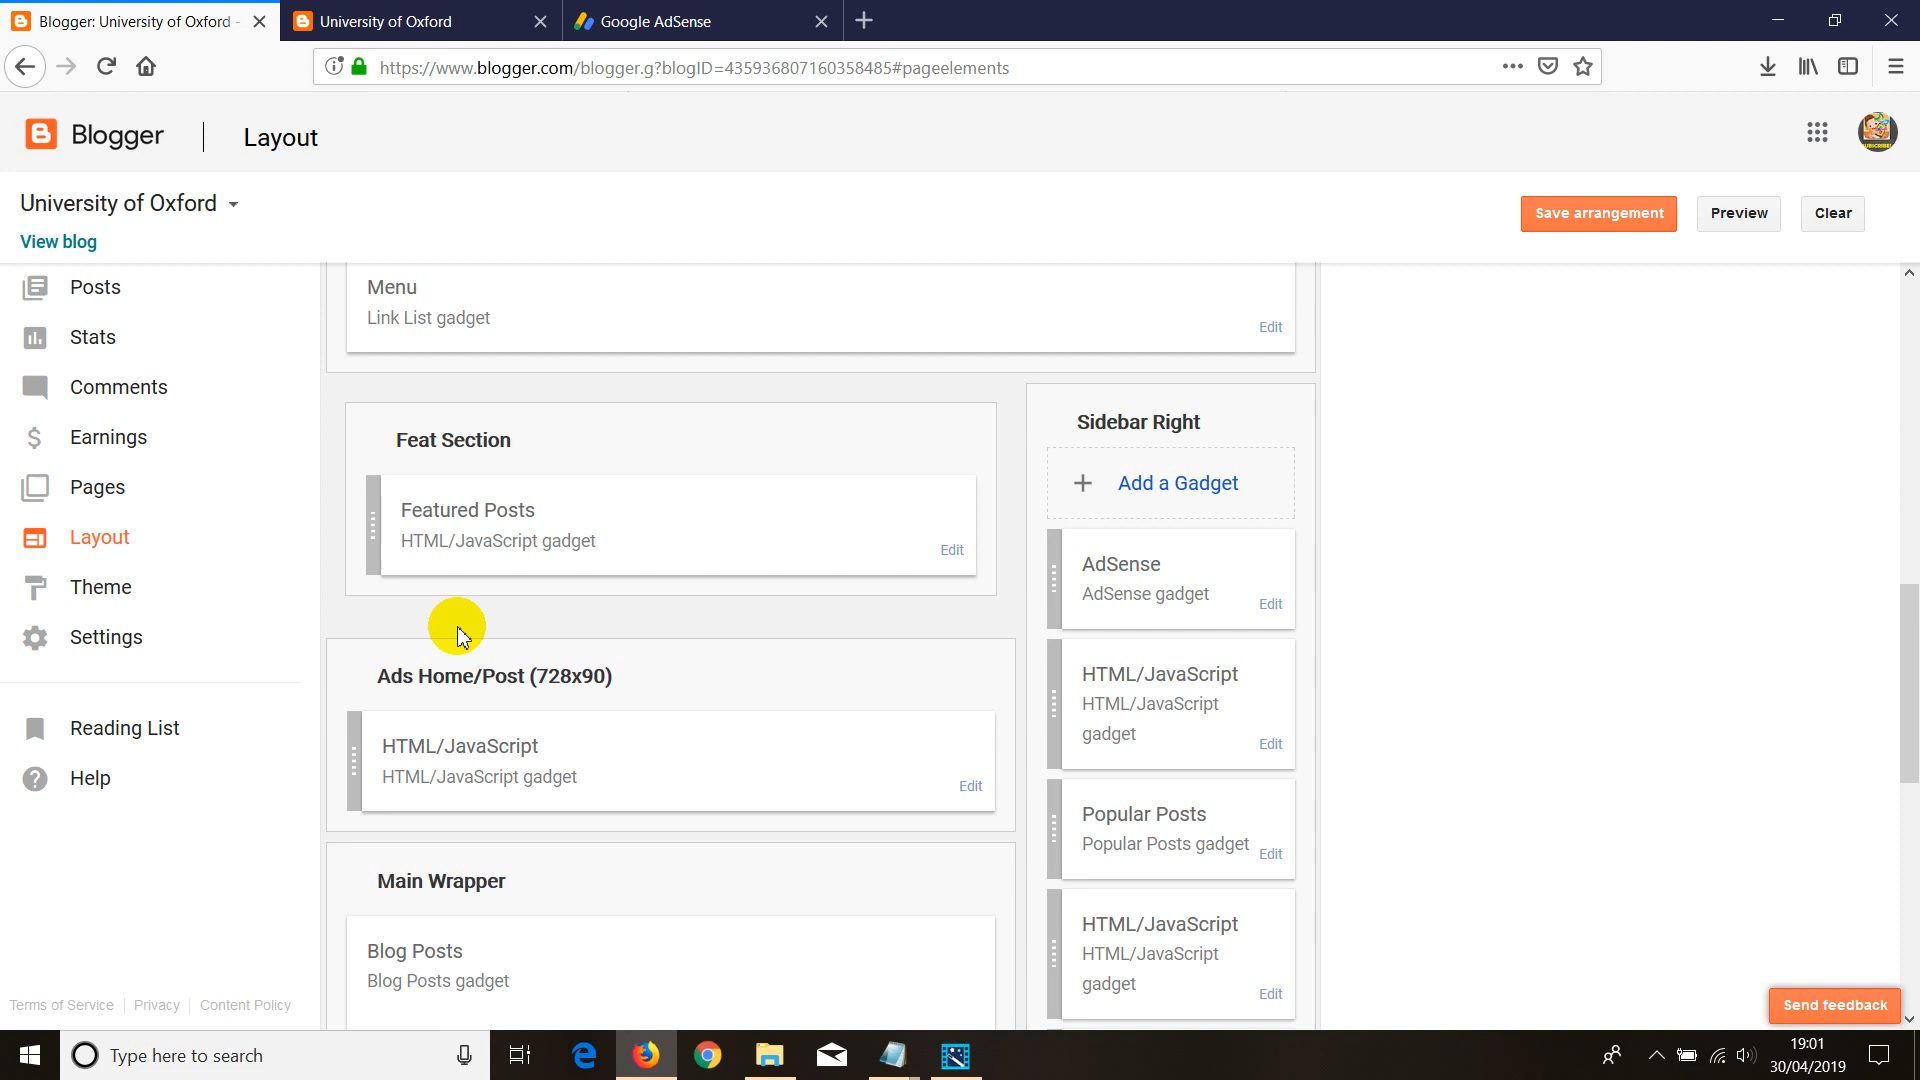 Blogger: University of Oxford -
University of Oxford
Google AdSense
https://www.blogger.com/blogger.g?blogID=435936807160358485#pageelements
Blogger
Layout
SUBSCRIBE
University of Oxford
View blog
Save arrangement
Preview
Clear
Posts
Stats
Comments
Earnings
Pages
Layout
Theme
Settings
Reading List
Help
Terms of Service
Privacy
Content Policy
Menu
Link List gadget
Edit
Feat Section
Featured Posts
HTML/JavaScript gadget
Edit
Ads Home/Post (728x90)
HTML/JavaScript
HTML/JavaScript gadget
Edit
Main Wrapper
Blog Posts
Blog Posts gadget
Sidebar Right
Add a Gadget
AdSense
AdSense gadget
Edit
HTML/JavaScript
HTML/JavaScript
gadget
Edit
Popular Posts
Popular Posts gadget
Edit
HTML/JavaScript
HTML/JavaScript
gadget
Edit
Send feedback
Type here to search
19:01
30/04/2019